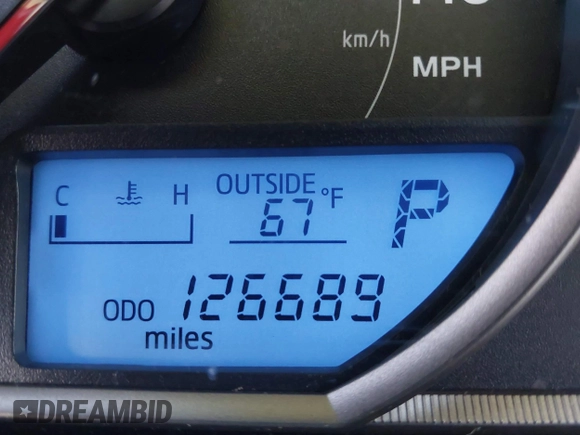 km/h
MPH
C H OUTSIDE °F
67
P
ODO 126689
miles
DREAMBID